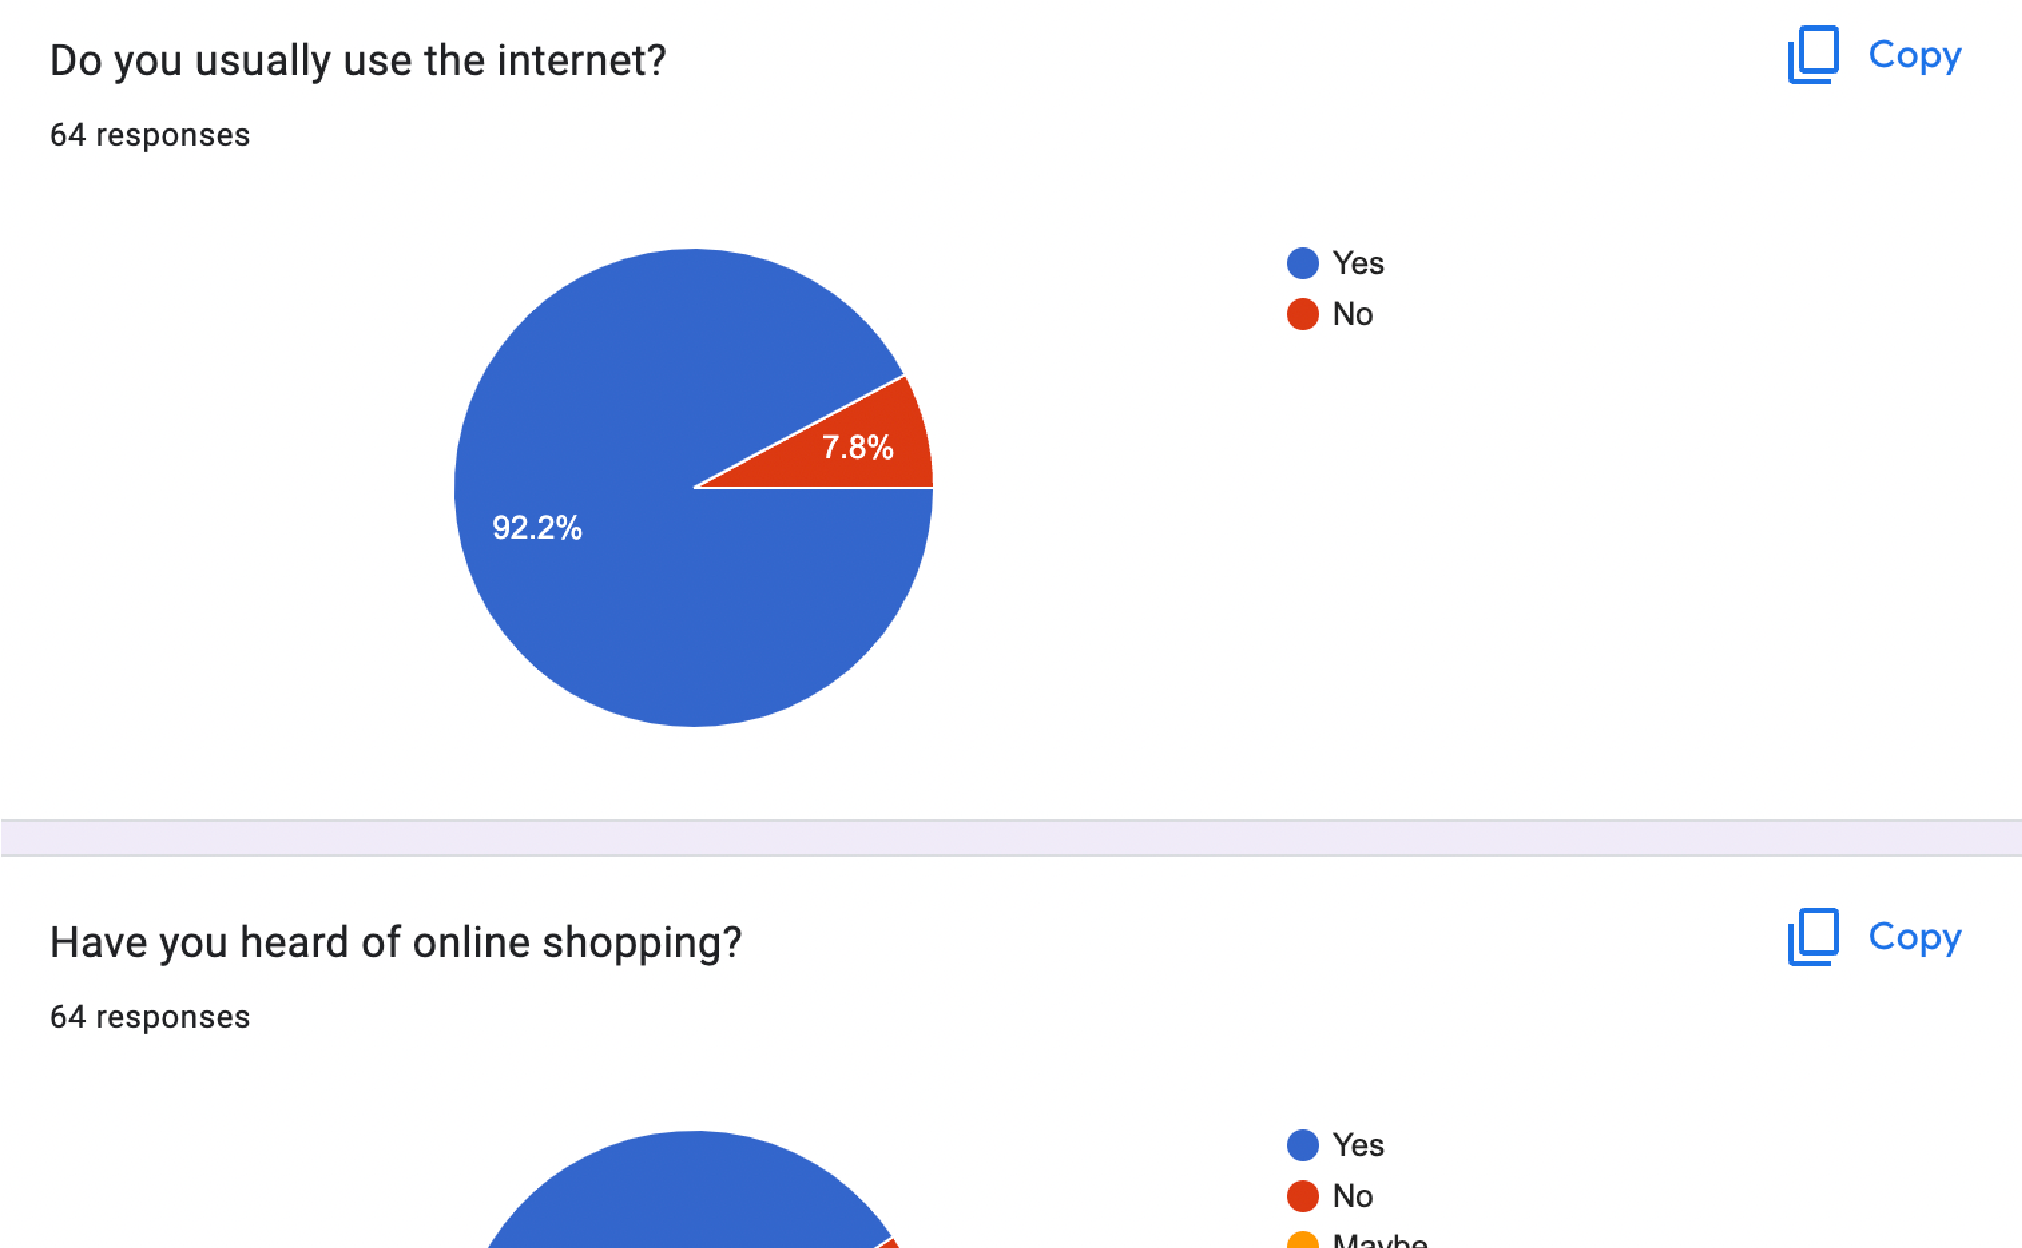 Do you usually use the internet?
Copy
64 responses
Yes
No
7.8%
92.2%
Have you heard of online shopping?
Copy
64 responses
Yes
No
Maybe